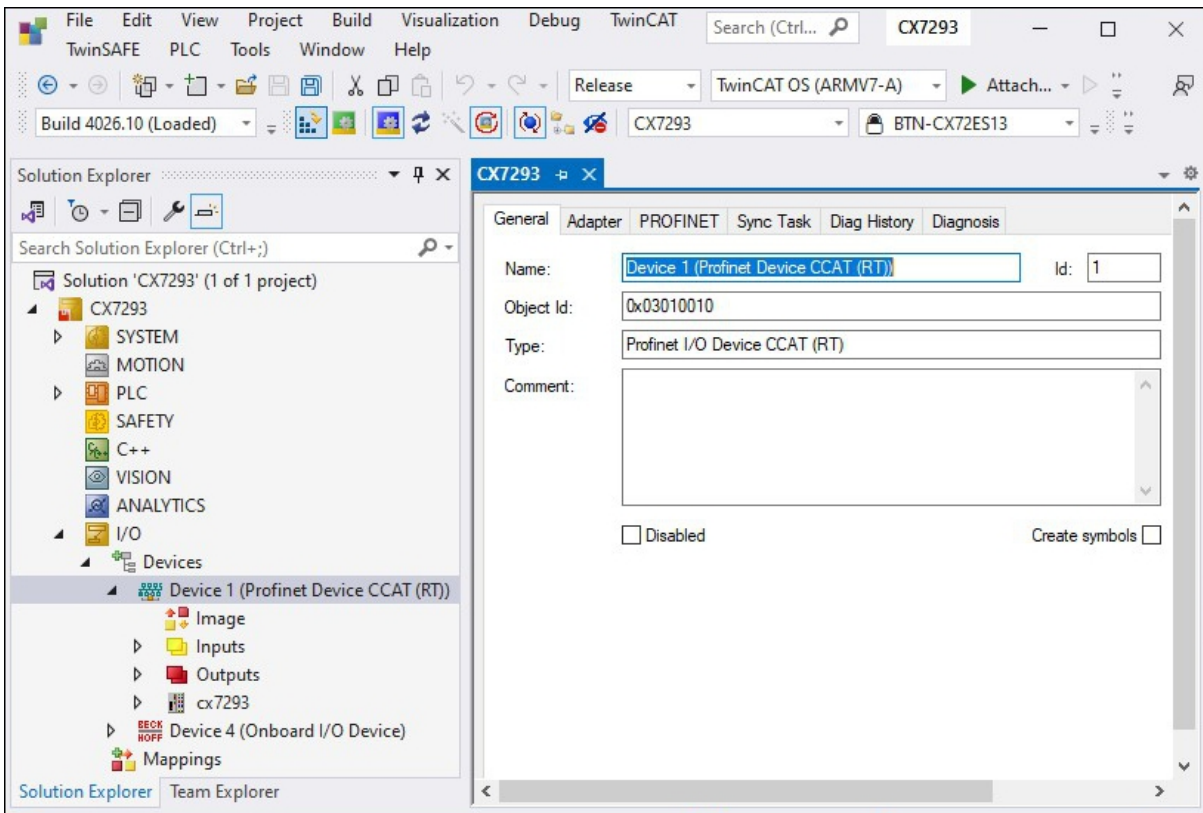 File Edit View Project Build Visualization Debug TwinCAT Search (Ctrl... CX7293
TwinSAFE PLC Tools Window Help
Release TwinCAT OS (ARMV7-A) Attach...
Build 4026.10 (Loaded) CX7293 BTN-CX72ES13
Solution Explorer
Search Solution Explorer (Ctrl+;)
Solution 'CX7293' (1 of 1 project)
CX7293
SYSTEM
MOTION
PLC
SAFETY
C++
VISION
ANALYTICS
I/O
Devices
Device 1 (Profinet Device CCAT (RT))
Image
Inputs
Outputs
cx7293
BECK
HOFF
Device 4 (Onboard I/O Device)
Mappings
Solution Explorer Team Explorer
CX7293
General Adapter PROFINET Sync Task Diag History Diagnosis
Name: Device 1 (Profinet Device CCAT (RT)) Id: 1
Object Id: 0x03010010
Type: Profinet I/O Device CCAT (RT)
Comment:
Disabled Create symbols